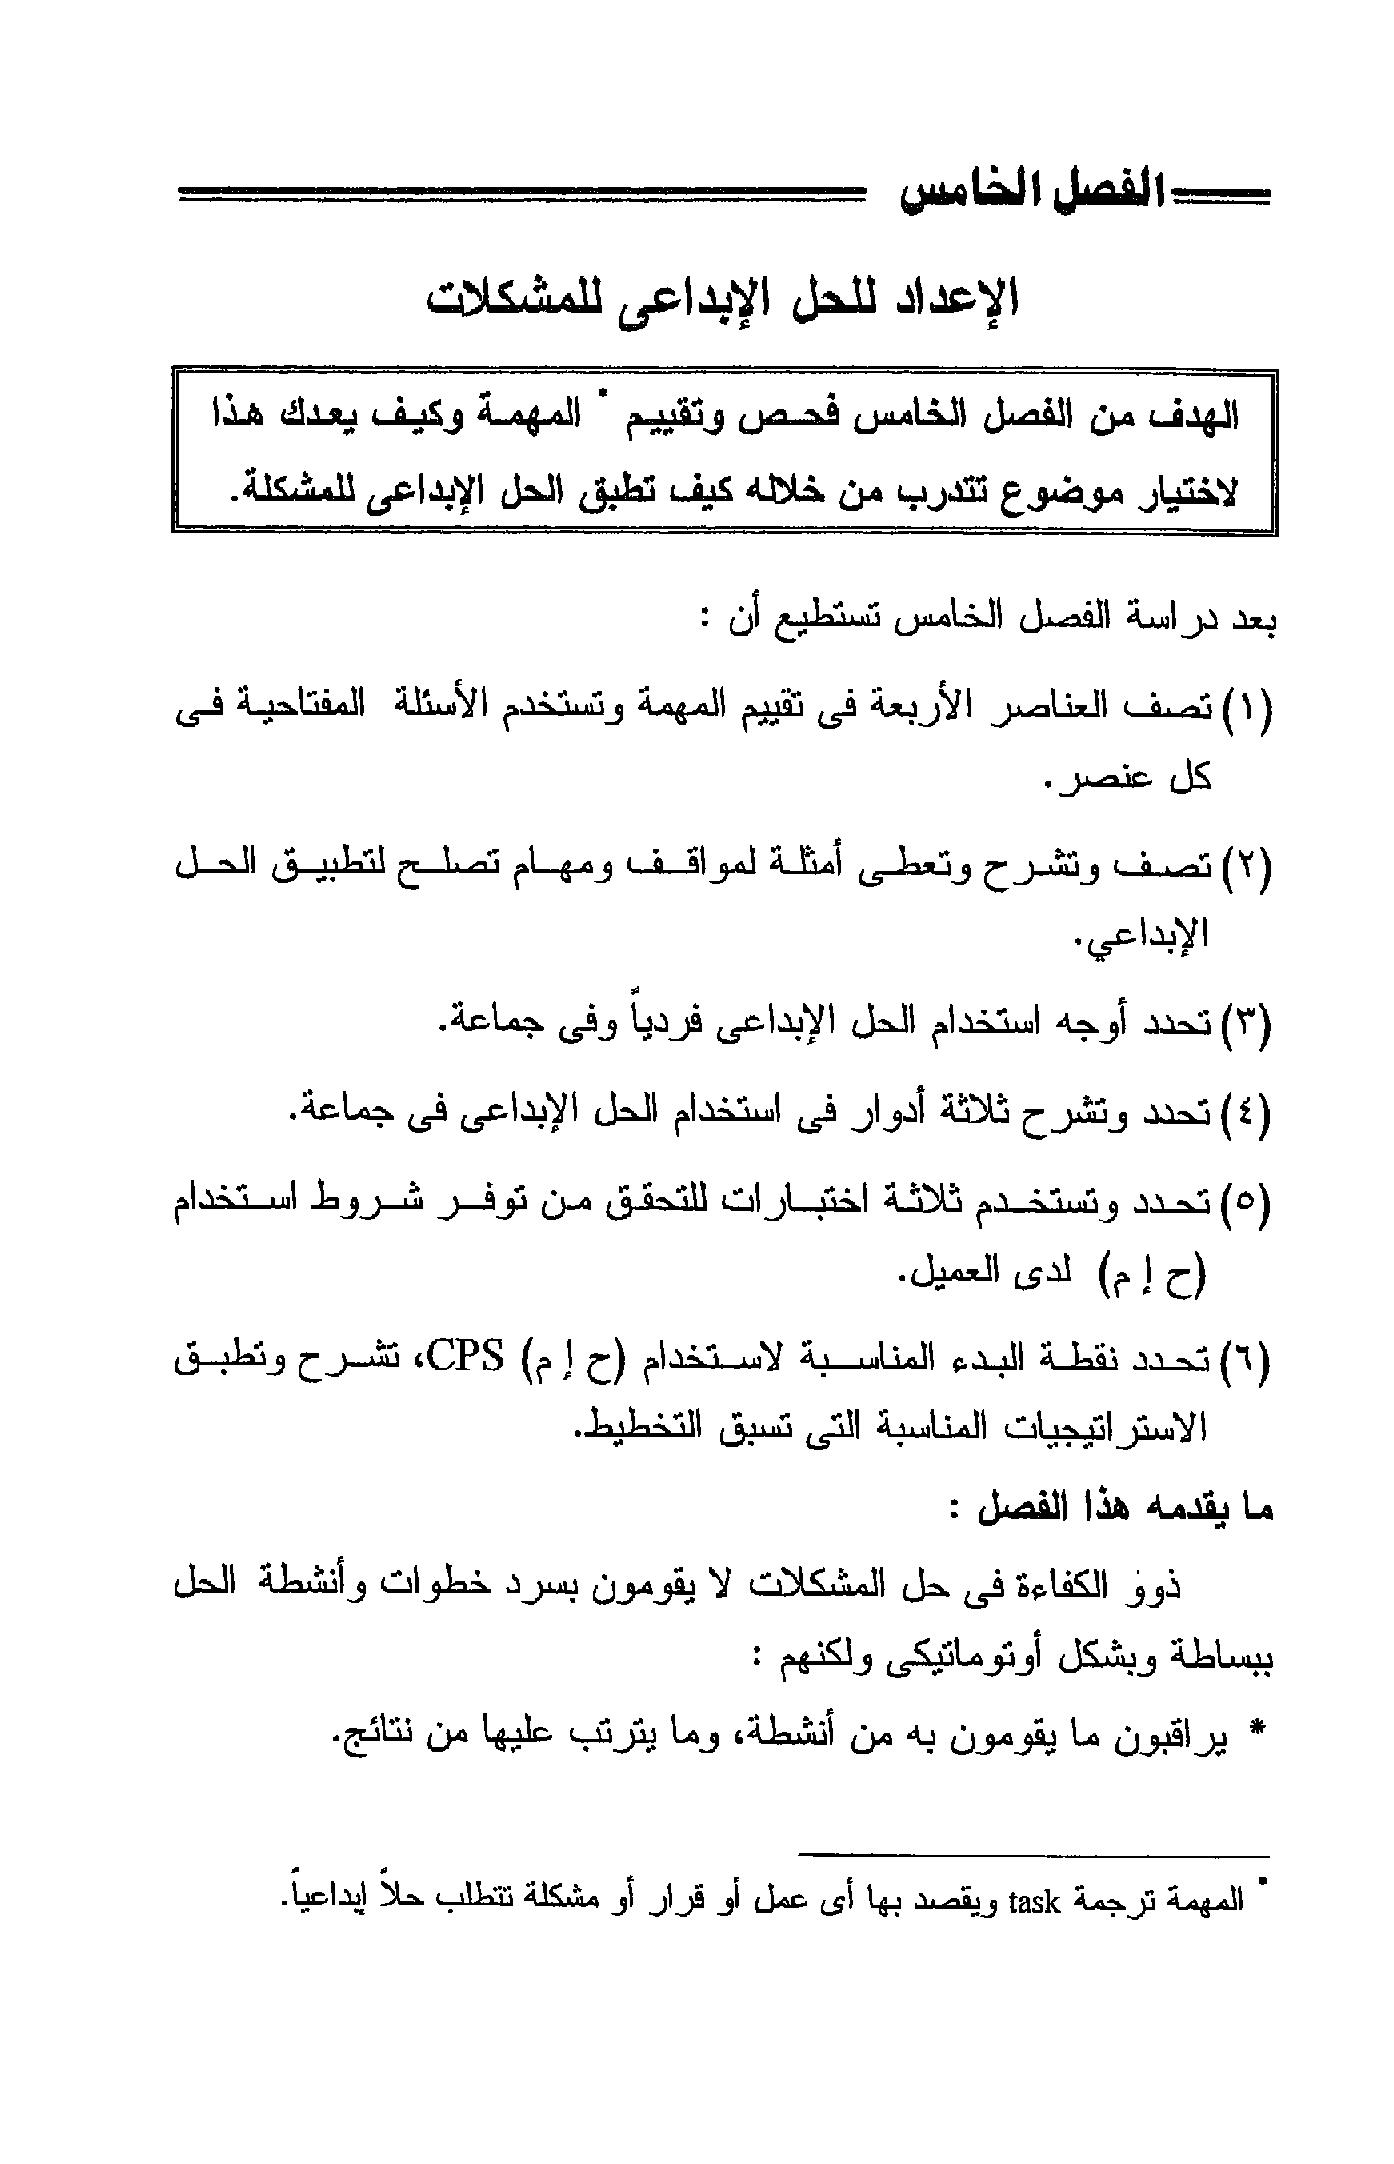 الفصل الخامس
الإعداد للحل الإبداعى للمشكلات
الهدف من الفصل الخامس فحص وتقييم * المهمة وكيف يعدك هذا
لاختيار موضوع تتدرب من خلاله كيف تطبق الحل الإبداعى للمشكلة.
بعد دراسة الفصل الخامس تستطيع أن :
(١) تصف العناصر الأربعة فى تقييم المهمة وتستخدم الأسئلة المفتاحية فى
كل عنصر.
(٢) تصف وتشرح وتعطى أمثلة لمواقف ومهام تصلح لتطبيق الحل
الإبداعي.
(٣) تحدد أوجه استخدام الحل الإبداعى فردياً وفى جماعة.
(٤) تحدد وتشرح ثلاثة أدوار فى استخدام الحل الإبداعى فى جماعة.
(٥) تحدد وتستخدم ثلاثة اختبارات للتحقق من توفر شروط استخدام
(ح إ م) لدى العميل.
(٦) تحدد نقطة البدء المناسبة لاستخدام (ح إ م) CPS، تشرح وتطبق
الاستراتيجيات المناسبة التى تسبق التخطيط.
ما يقدمه هذا الفصل :
ذوو الكفاءة فى حل المشكلات لا يقومون بسرد خطوات وأنشطة الحل
ببساطة وبشكل أوتوماتيكى ولكنهم :
* يراقبون ما يقومون به من أنشطة، وما يترتب عليها من نتائج.
* المهمة ترجمة task ويقصد بها أى عمل أو قرار أو مشكلة تتطلب حلاً إبداعياً.